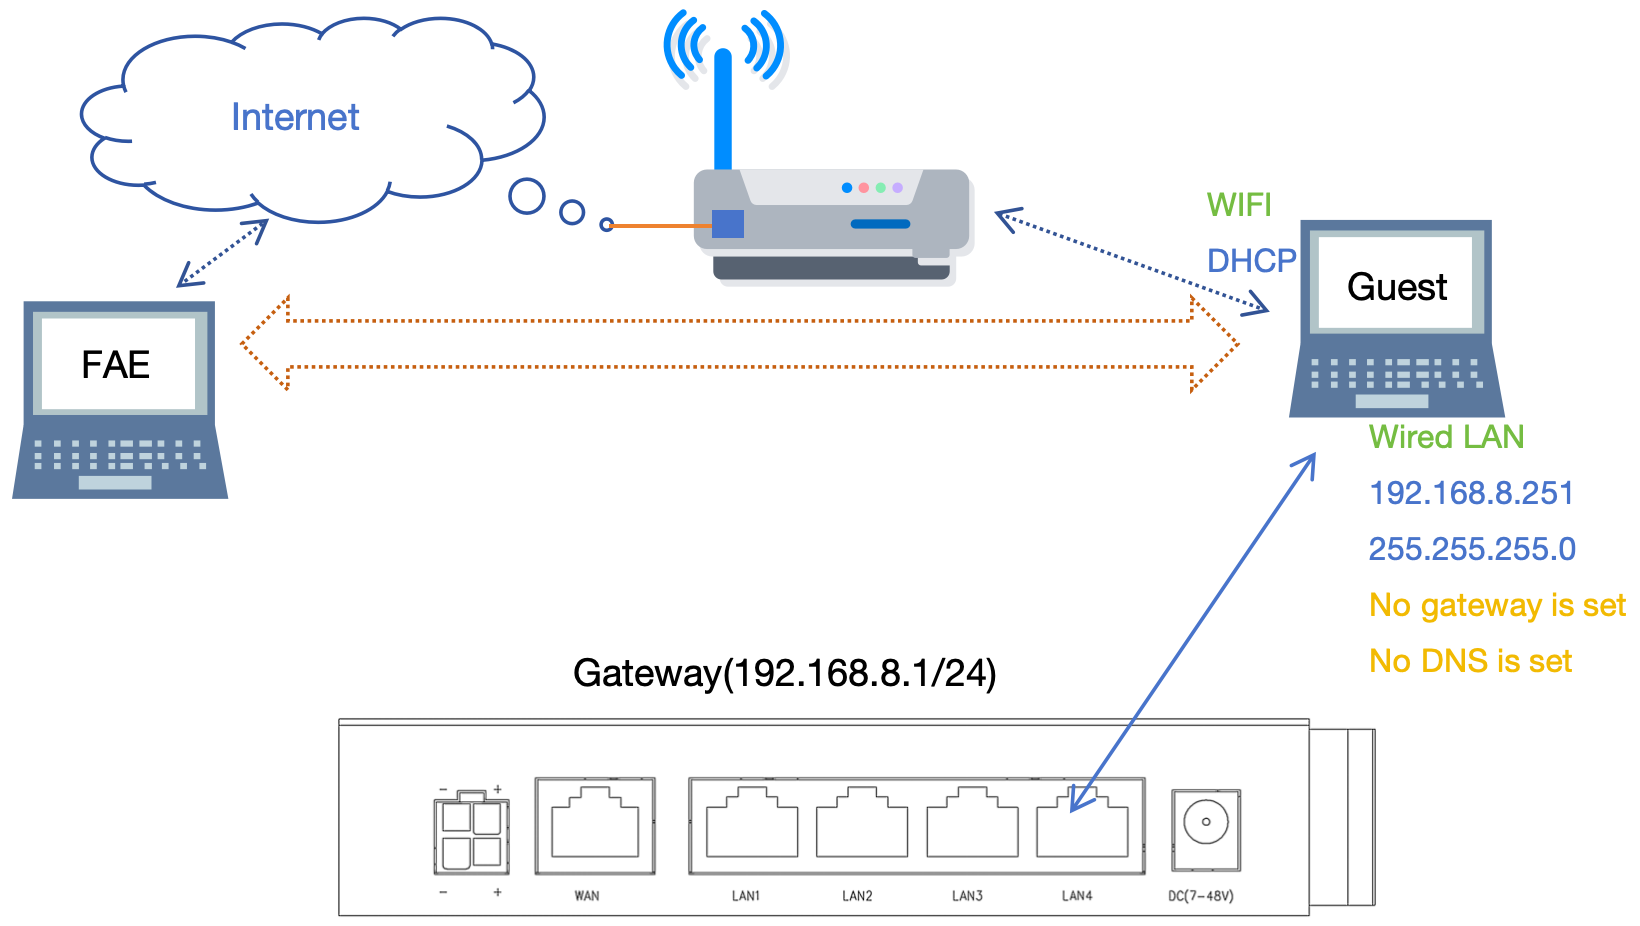 Internet
WIFI
DHCP
Guest
FAE
Wired LAN
192.168.8.251
255.255.255.0
No gateway is set
No DNS is set
Gateway(192.168.8.1/24)
- +
- +
WAN
LAN1
LAN2
LAN3
LAN4
DC(7-48V)